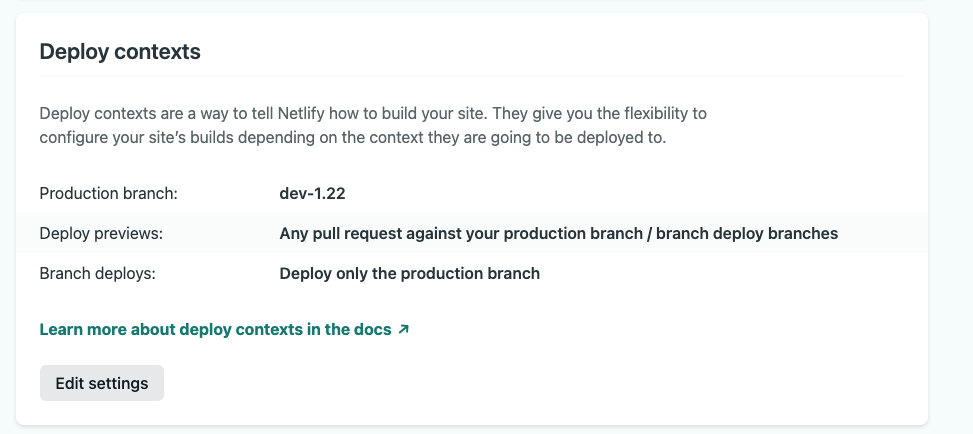 Deploy contexts
Deploy contexts are a way to tell Netlify how to build your site. They give you the flexibility to
configure your site’s builds depending on the context they are going to be deployed to.
Production branch: dev-1.22
Deploy previews: Any pull request against your production branch / branch deploy branches
Branch deploys: Deploy only the production branch
Learn more about deploy contexts in the docs ↗
Edit settings